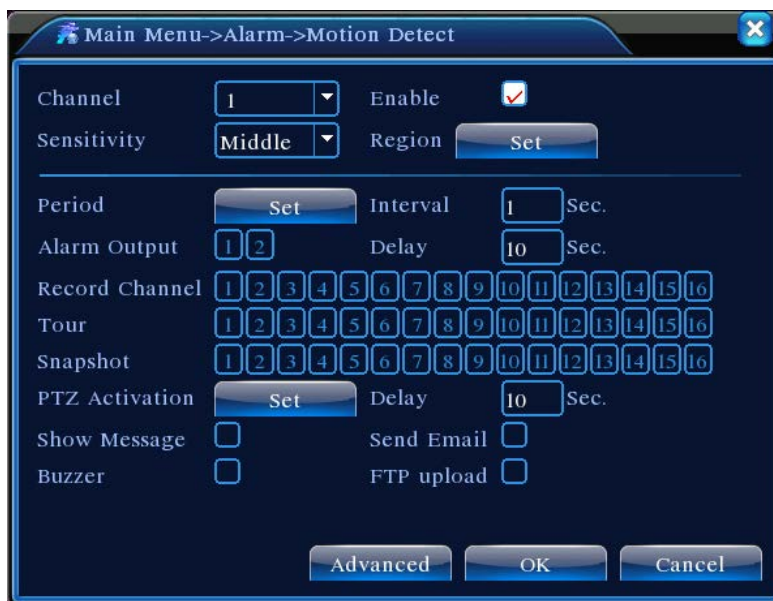 Main Menu->Alarm->Motion Detect
Channel 1 Enable
Sensitivity Middle Region Set
Period Set Interval 1 Sec.
Alarm Output 1 2 Delay 10 Sec.
Record Channel 1 2 3 4 5 6 7 8 9 10 11 12 13 14 15 16
Tour 1 2 3 4 5 6 7 8 9 10 11 12 13 14 15 16
Snapshot 1 2 3 4 5 6 7 8 9 10 11 12 13 14 15 16
PTZ Activation Set Delay 10 Sec.
Show Message Send Email
Buzzer FTP upload
Advanced OK Cancel